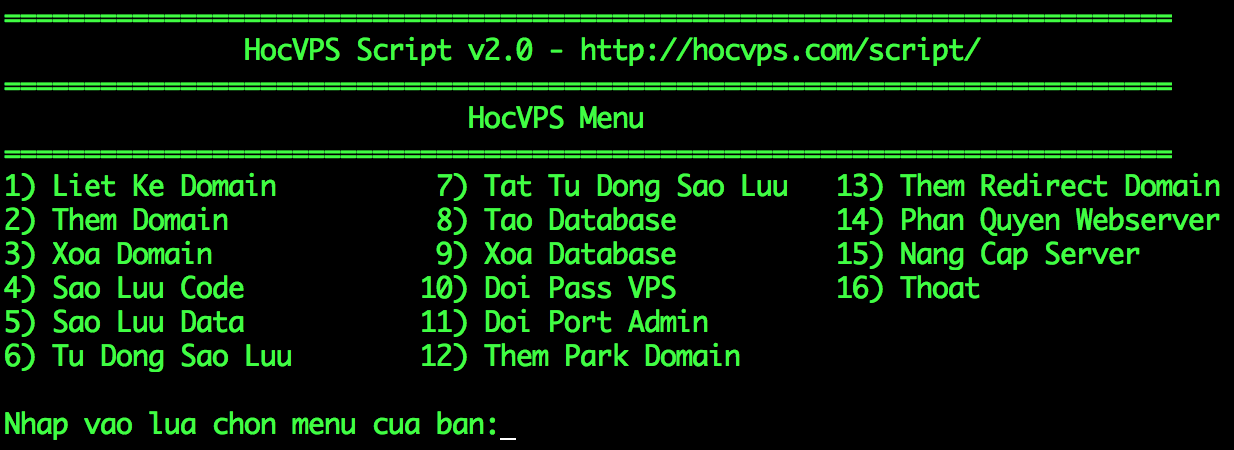 HocVPS Script v2.0 - http://hocvps.com/script/
HocVPS Menu
1) Liet Ke Domain 7) Tat Tu Dong Sao Luu 13) Them Redirect Domain
2) Them Domain 8) Tao Database 14) Phan Quyen Webserver
3) Xoa Domain 9) Xoa Database 15) Nang Cap Server
4) Sao Luu Code 10) Doi Pass VPS 16) Thoat
5) Sao Luu Data 11) Doi Port Admin
6) Tu Dong Sao Luu 12) Them Park Domain
Nhap vao lua chon menu cua ban:_